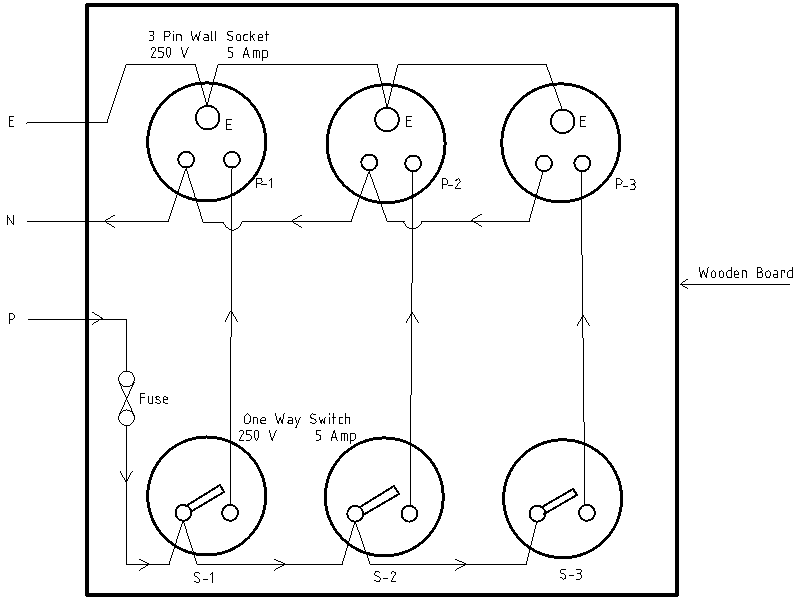 3 Pin Wall Socket
250 V 5 Amp
E
E
E
E
P-1
P-2
P-3
N
Wooden Board
P
Fuse
One Way Switch
250 V 5 Amp
S-1
S-2
S-3